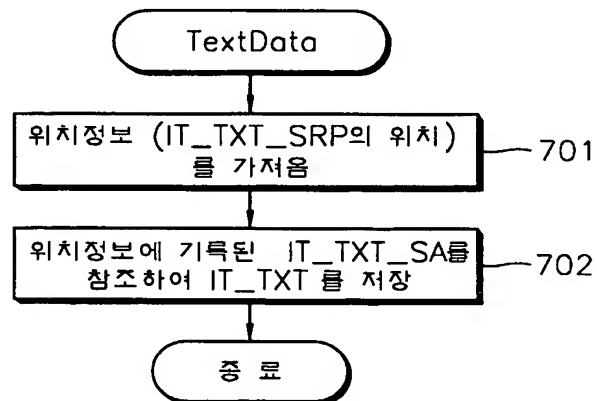 TextData
위치정보 (IT_TXT_SRP의 위치)
를 가져옴
701
위치정보에 기록된 IT_TXT_SA를
참조하여 IT_TXT 를 저장
702
종 료